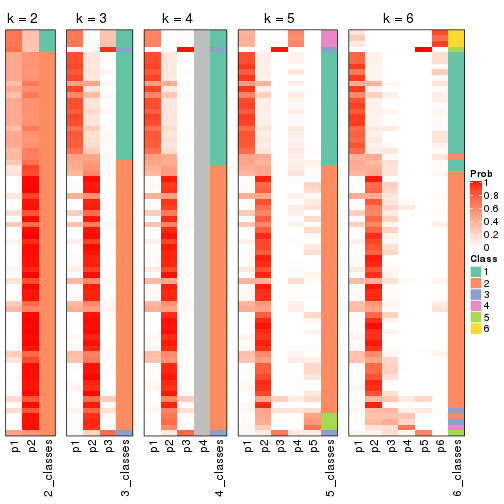 k = 2
k = 3
k = 4
k = 5
k = 6
Prob
1
0.8
0.6
0.4
0.2
0
Class
1
2
3
4
5
6
p1
p2
2_classes
p1
p2
p3
3_classes
p1
p2
p3
p4
4_classes
p1
p2
p3
p4
p5
5_classes
p1
p2
p3
p4
p5
p6
6_classes